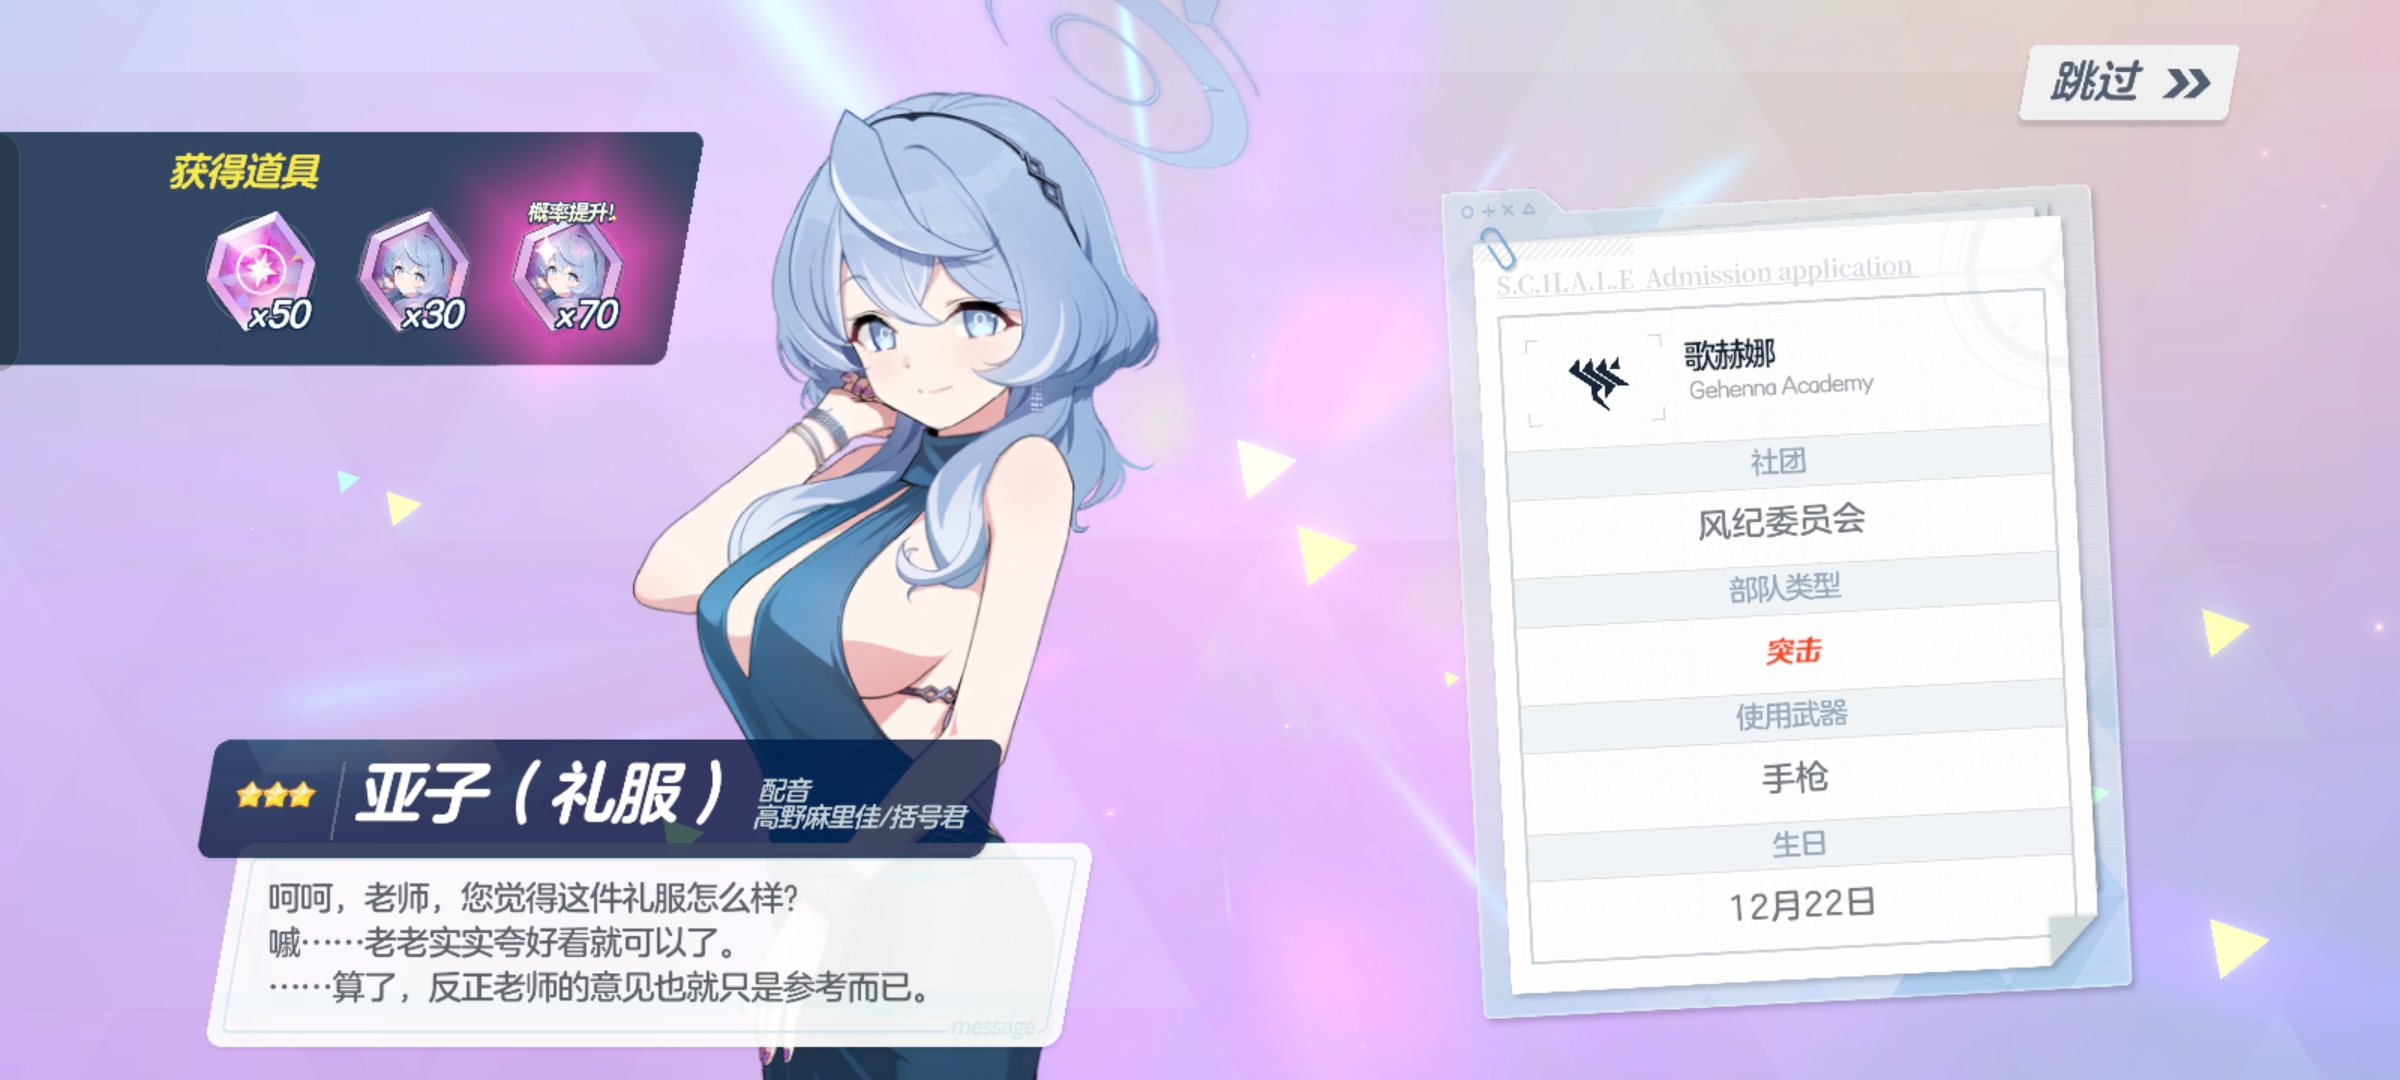 跳过
获得道具
概率提升!
x50
x30
x70
S.C.H.A.L.E Admission application
歌赫娜
Gehenna Academy
社团
风纪委员会
部队类型
突击
使用武器
手枪
生日
12月22日
亚子（礼服）
配音
高野麻里佳/括号君
呵呵，老师，您觉得这件礼服怎么样?
嘁……老老实实夸好看就可以了。
……算了，反正老师的意见也就只是参考而已。
message